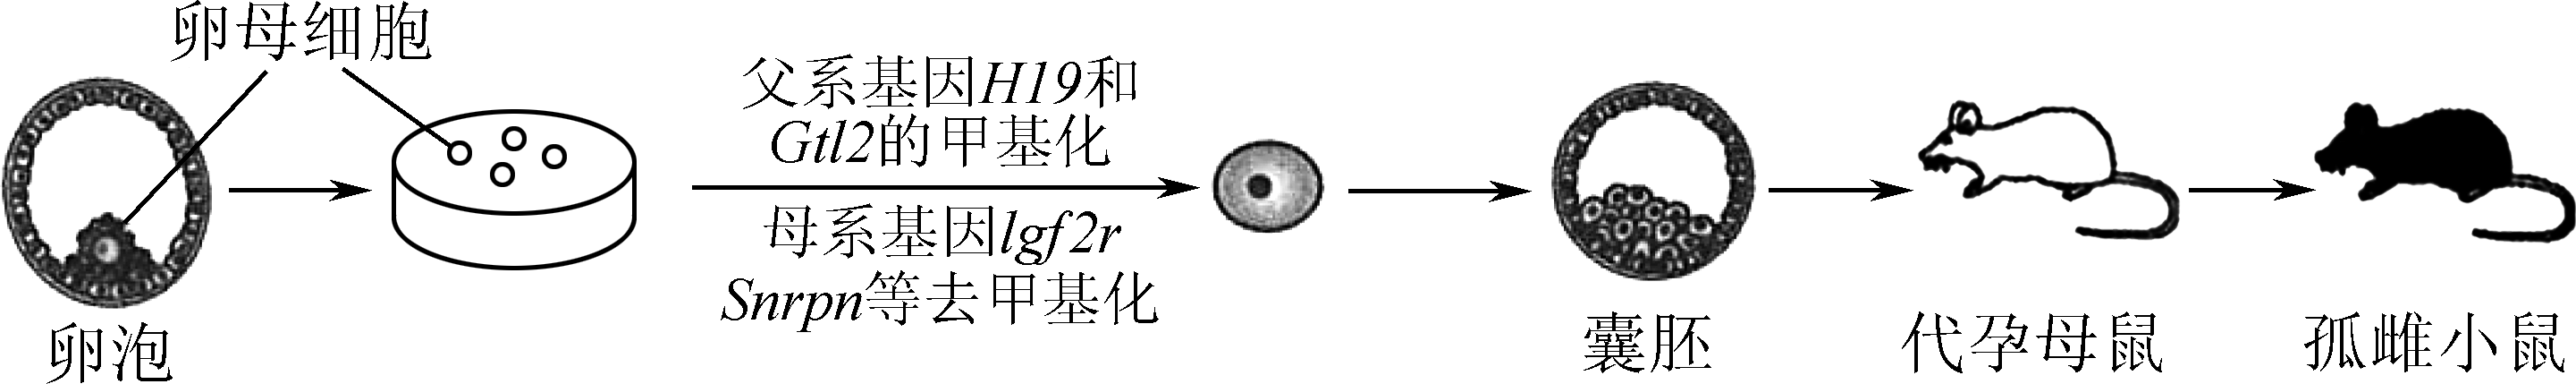 卵母细胞
父系基因H19和
Gtl2的甲基化
母系基因lgf2r
Snrpn等去甲基化
卵泡
囊胚
代孕母鼠
孤雌小鼠